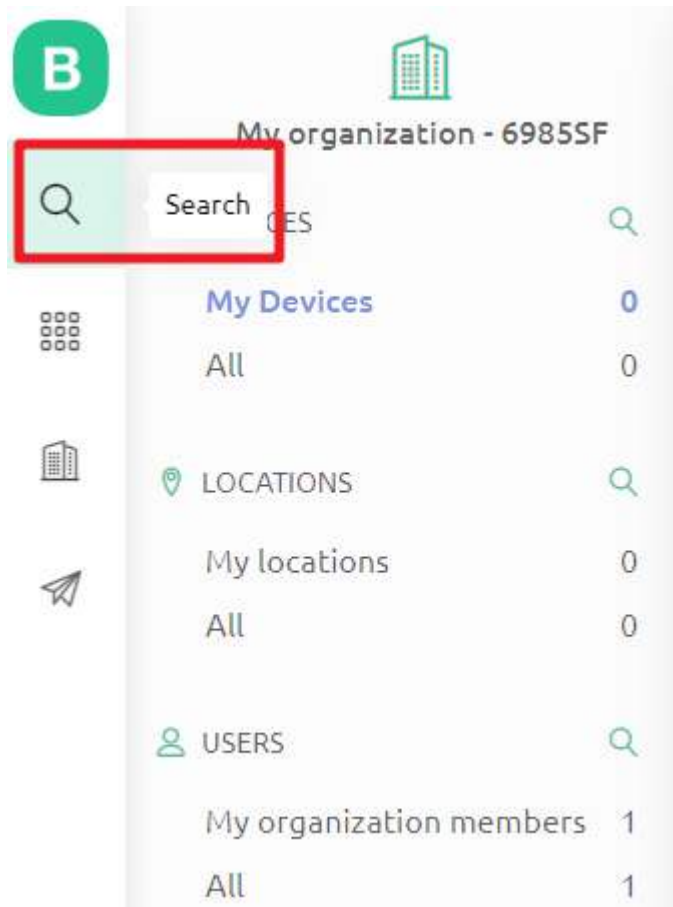 B
My organization - 6985SF
Search
CES
My Devices 0
All 0
LOCATIONS
My locations 0
All 0
USERS
My organization members 1
All 1